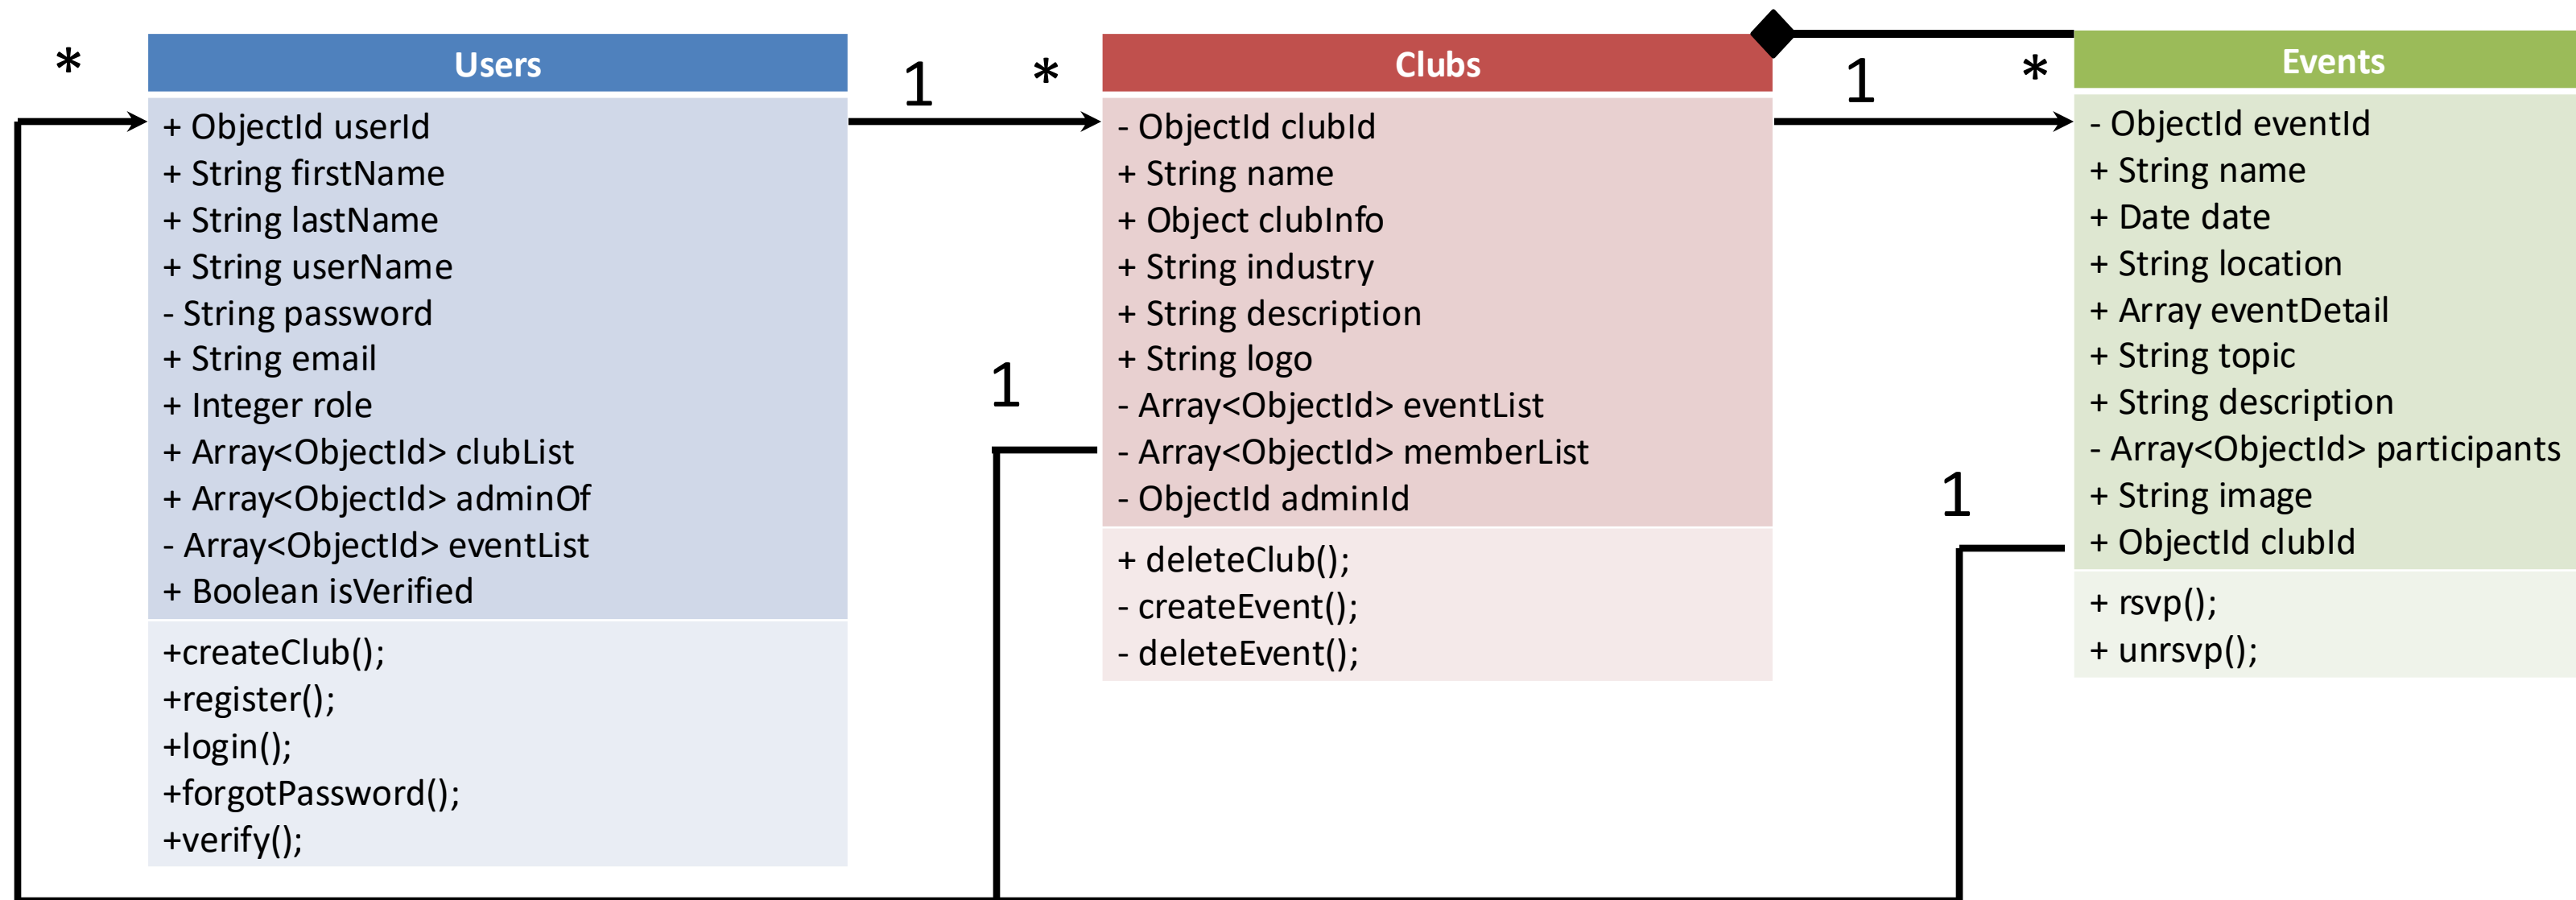 *
Users
+ ObjectId userId
+ String firstName
+ String lastName
+ String userName
- String password
+ String email
+ Integer role
+ Array<ObjectId> clubList
+ Array<ObjectId> adminOf
- Array<ObjectId> eventList
+ Boolean isVerified
+createClub();
+register();
+login();
+forgotPassword();
+verify();
1 *
1
Clubs
- ObjectId clubId
+ String name
+ Object clubInfo
+ String industry
+ String description
+ String logo
- Array<ObjectId> eventList
- Array<ObjectId> memberList
- ObjectId adminId
+ deleteClub();
- createEvent();
- deleteEvent();
1 *
1
Events
- ObjectId eventId
+ String name
+ Date date
+ String location
+ Array eventDetail
+ String topic
+ String description
- Array<ObjectId> participants
+ String image
+ ObjectId clubId
+ rsvp();
+ unrsvp();